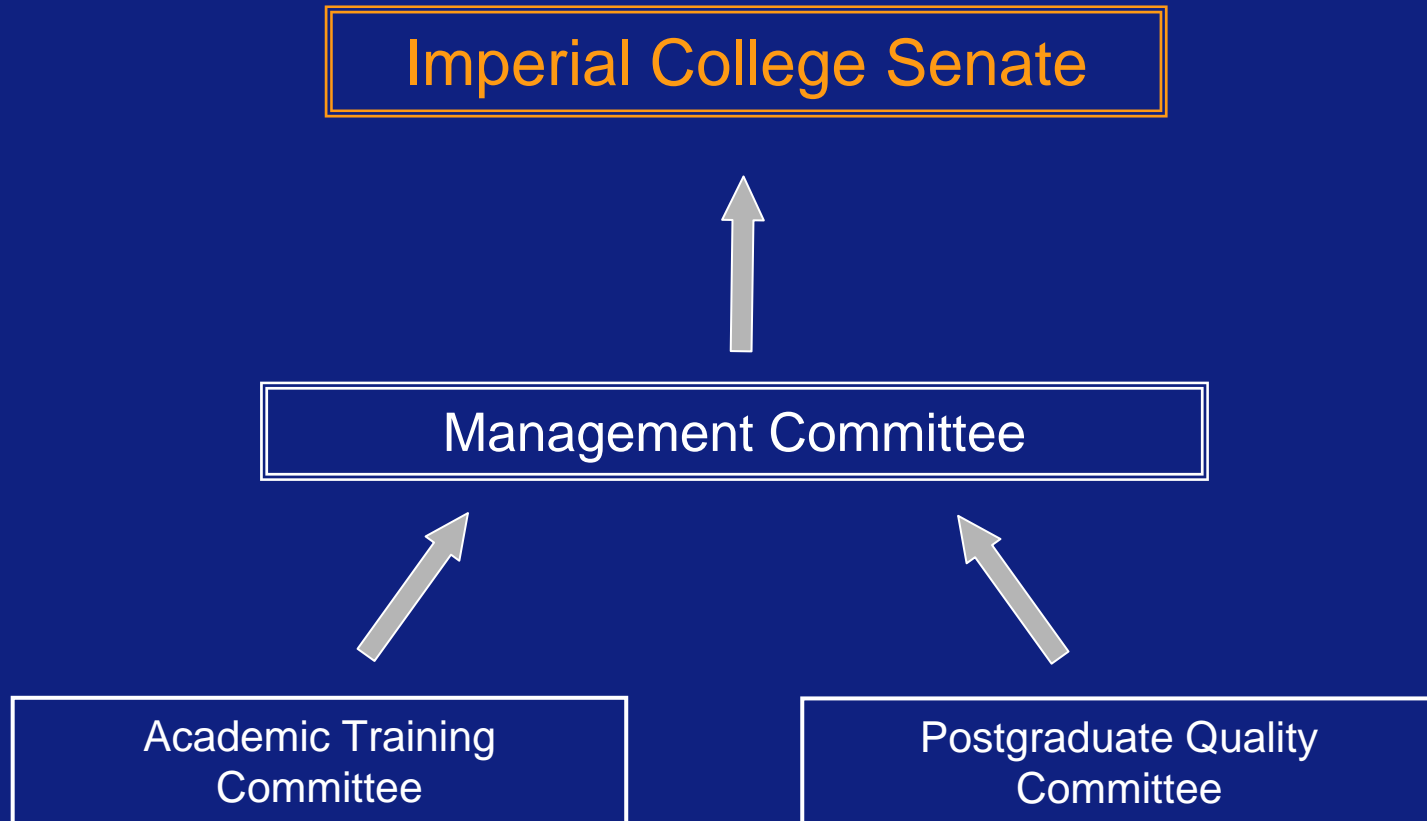 Imperial College Senate
Management Committee
Academic Training
Committee
Postgraduate Quality
Committee